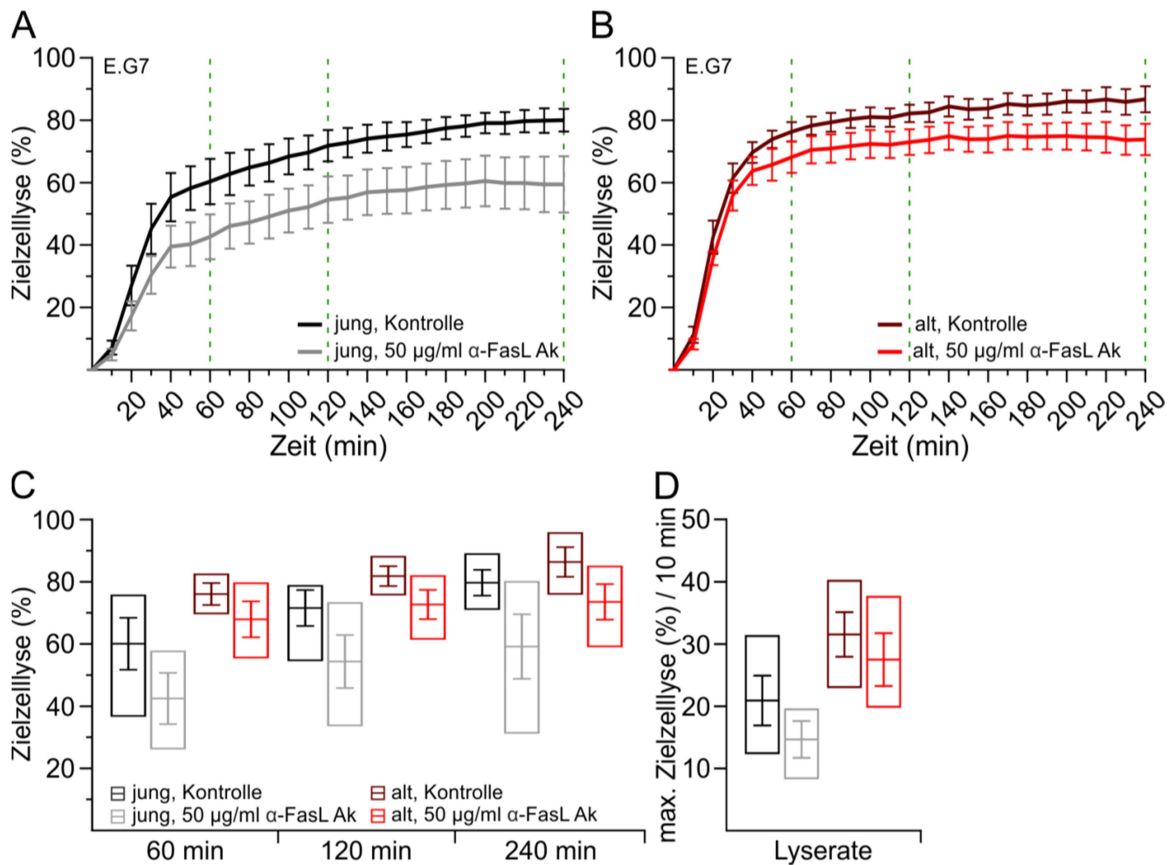 A
E.G7
100
80
60
40
20
Zielzelllyse (%)
jung, Kontrolle
jung, 50 µg/ml α-FasL Ak
20 40 60 80 100 120 140 160 180 200 220 240
Zeit (min)
B
E.G7
100
80
60
40
20
Zielzelllyse (%)
alt, Kontrolle
alt, 50 µg/ml α-FasL Ak
20 40 60 80 100 120 140 160 180 200 220 240
Zeit (min)
C
100
80
60
40
20
Zielzelllyse (%)
jung, Kontrolle
jung, 50 µg/ml α-FasL Ak
alt, Kontrolle
alt, 50 µg/ml α-FasL Ak
60 min
120 min
240 min
D
50
40
30
20
10
max. Zielzelllyse (%) / 10 min
Lyserate